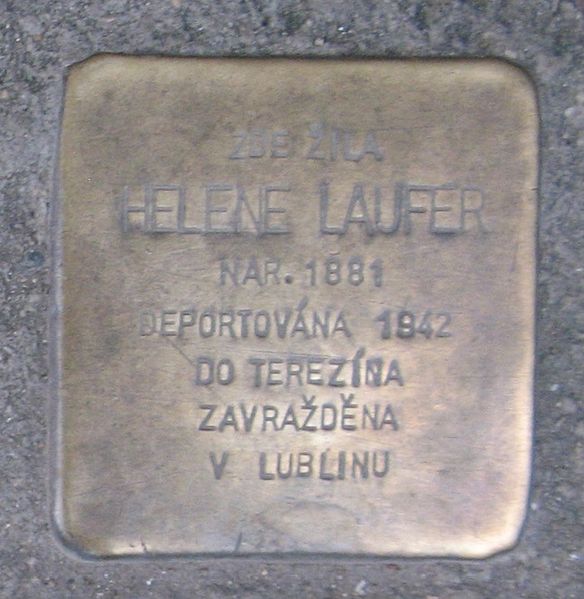 ZDE ŽILA
HELENE LAUFER
NAR. 1881
DEPORTOVÁNA 1942
DO TEREZÍNA
ZAVRAŽDĚNA
V LUBLINU